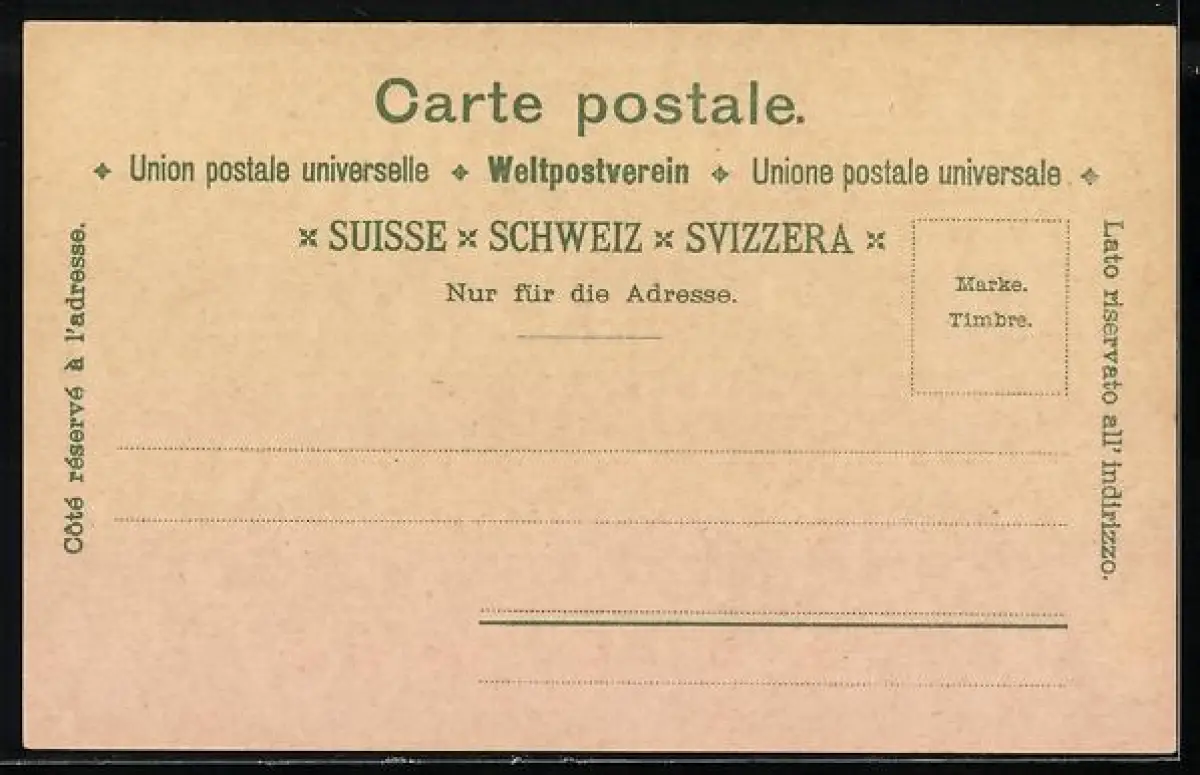 Carte postale.
Union postale universelle Weltpostverein Unione postale universale
SUISSE SCHWEIZ SVIZZERA
Nur für die Adresse.
Marke.
Timbre.
Côté réservé à l'adresse.
Lato riservato all' indirizzo.